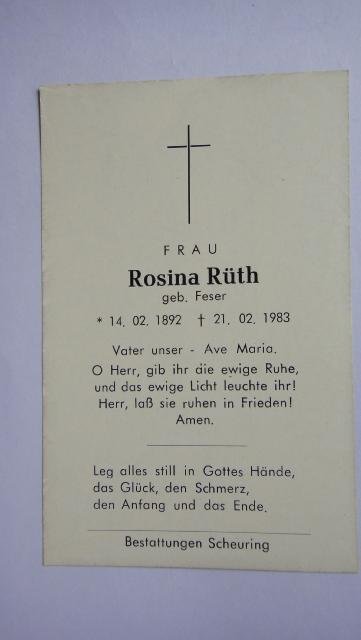 FRAU
Rosina Rüth
geb. Feser
* 14. 02. 1892 † 21. 02. 1983
Vater unser - Ave Maria.
O Herr, gib ihr die ewige Ruhe,
und das ewige Licht leuchte ihr!
Herr, laß sie ruhen in Frieden!
Amen.
Leg alles still in Gottes Hände,
das Glück, den Schmerz,
den Anfang und das Ende.
Bestattungen Scheuring